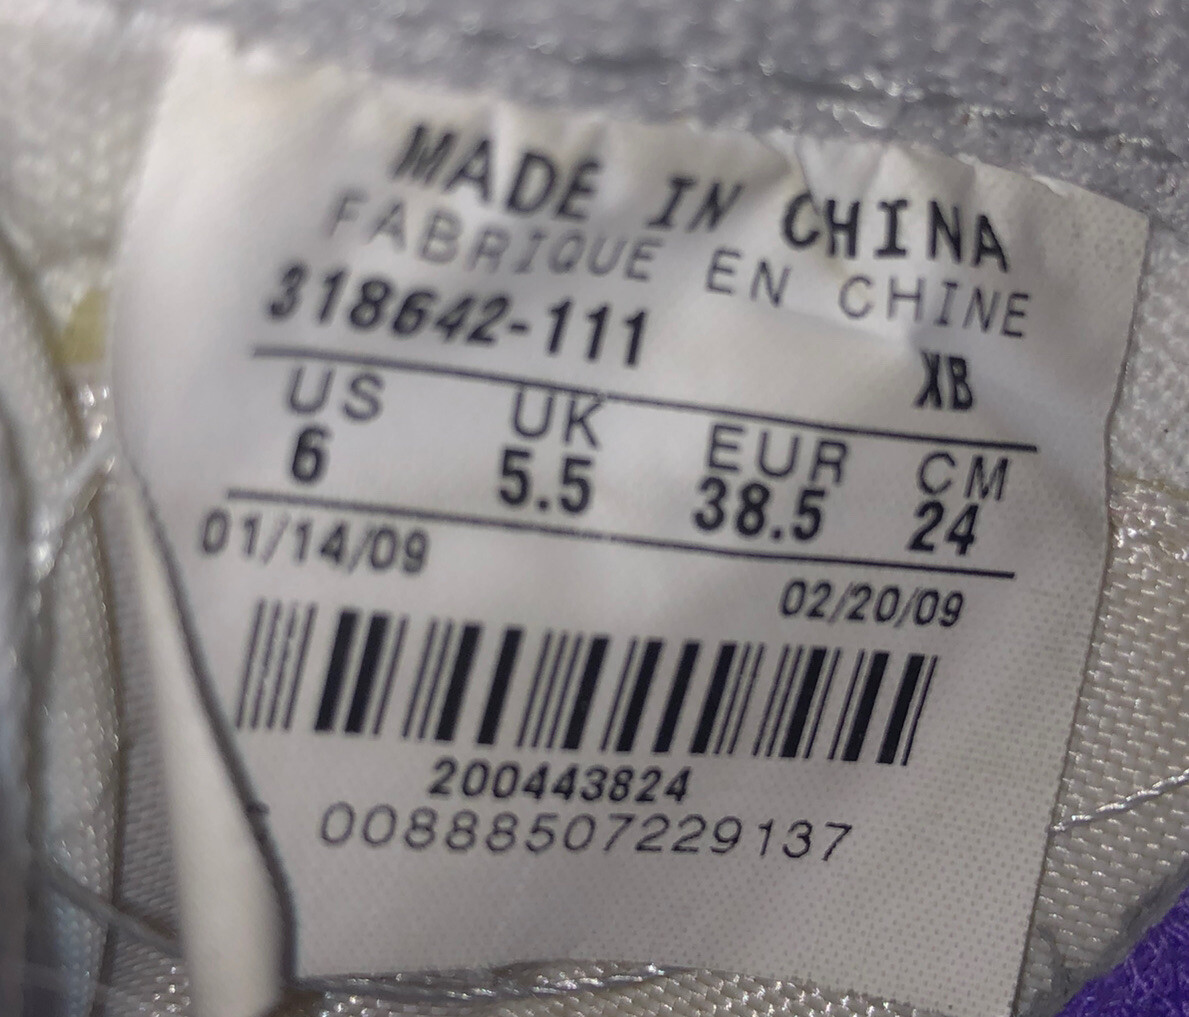 MADE IN CHINA
FABRIQUE EN CHINE
318642-111 XB
US UK EUR CM
6 5.5 38.5 24
01/14/09 02/20/09
200443824
00888507229137